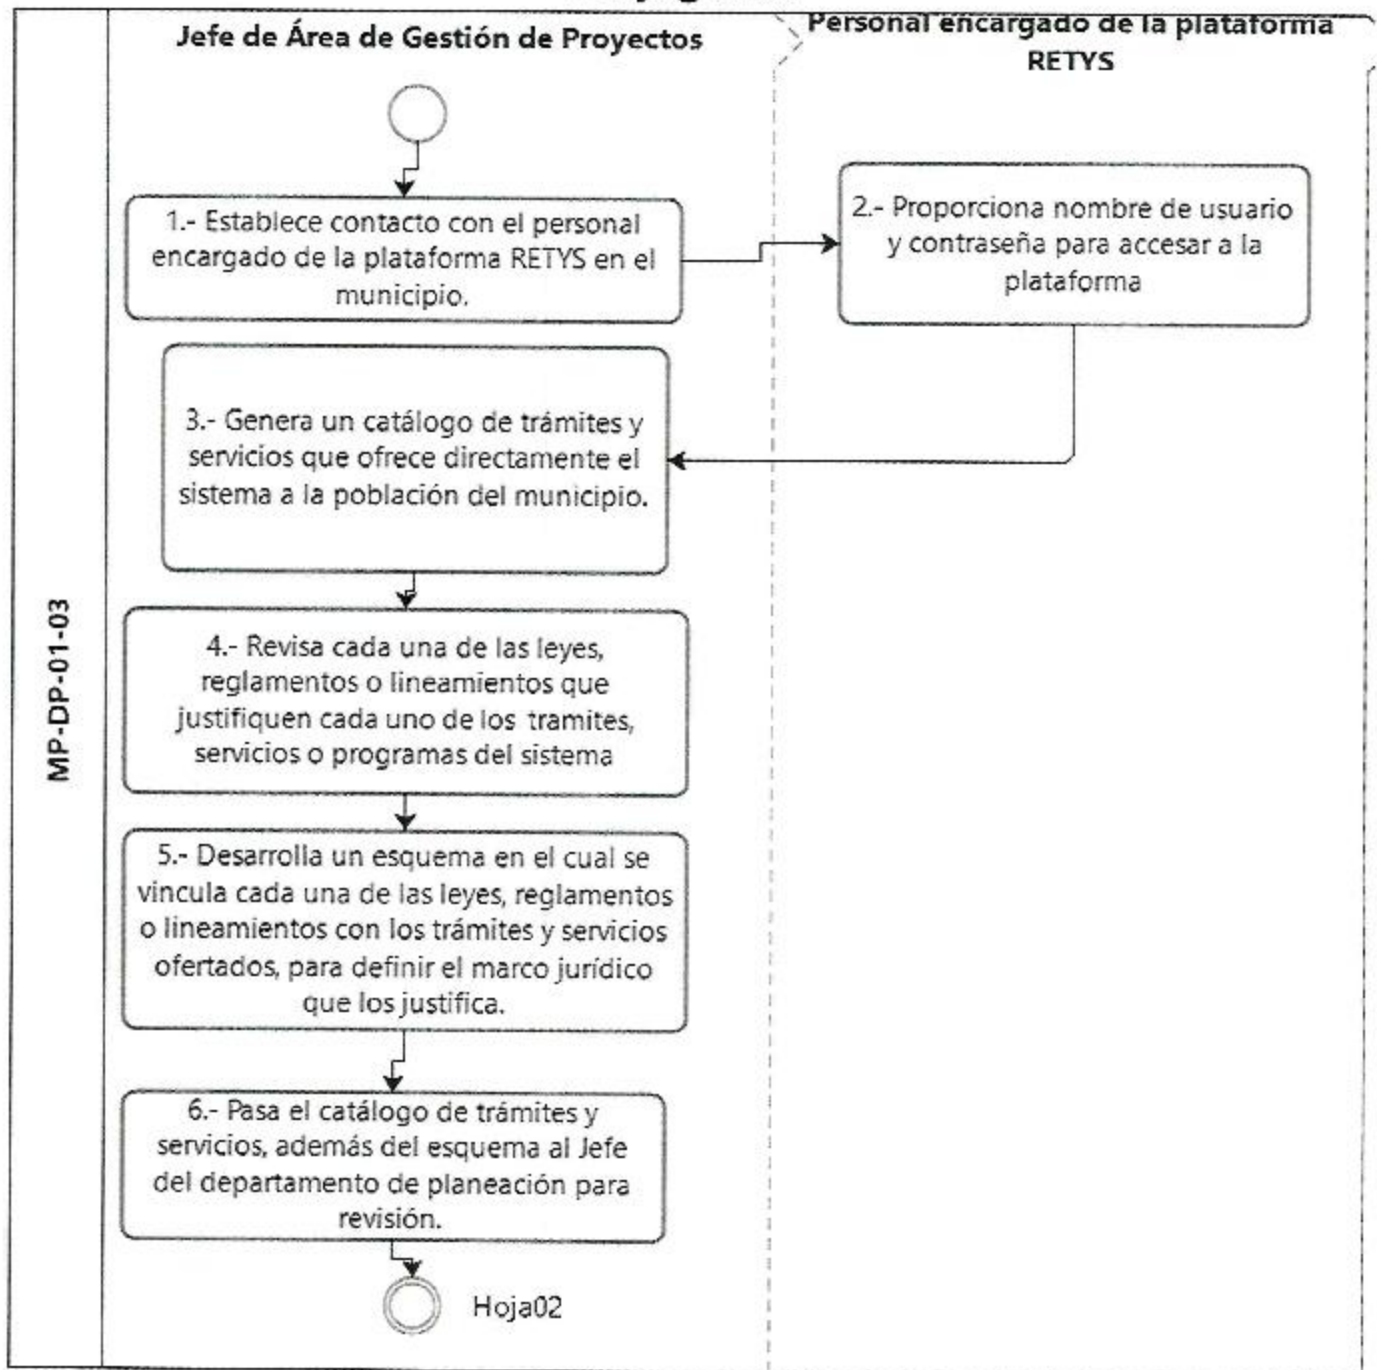 Jefe de Área de Gestión de Proyectos
Personal encargado de la plataforma
RETYS
MP-DP-01-03
1.- Establece contacto con el personal
encargado de la plataforma RETYS en el
municipio.
2.- Proporciona nombre de usuario
y contraseña para accesar a la
plataforma
3.- Genera un catálogo de trámites y
servicios que ofrece directamente el
sistema a la población del municipio.
4.- Revisa cada una de las leyes,
reglamentos o lineamientos que
justifiquen cada uno de los tramites,
servicios o programas del sistema
5.- Desarrolla un esquema en el cual se
vincula cada una de las leyes, reglamentos
o lineamientos con los trámites y servicios
ofertados, para definir el marco jurídico
que los justifica.
6.- Pasa el catálogo de trámites y
servicios, además del esquema al Jefe
del departamento de planeación para
revisión.
Hoja02